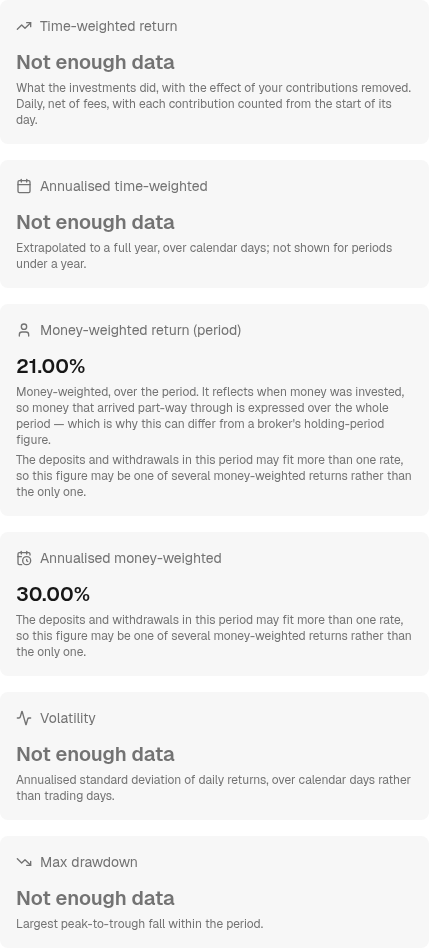 Time-weighted return
Not enough data
What the investments did, with the effect of your contributions removed.
Daily, net of fees, with each contribution counted from the start of its
day.
Annualised time-weighted
Not enough data
Extrapolated to a full year, over calendar days; not shown for periods
under a year.
Money-weighted return (period)
21.00%
Money-weighted, over the period. It reflects when money was invested,
so money that arrived part-way through is expressed over the whole
period — which is why this can differ from a broker's holding-period
figure.
The deposits and withdrawals in this period may fit more than one rate,
so this figure may be one of several money-weighted returns rather than
the only one.
Annualised money-weighted
30.00%
The deposits and withdrawals in this period may fit more than one rate,
so this figure may be one of several money-weighted returns rather than
the only one.
Volatility
Not enough data
Annualised standard deviation of daily returns, over calendar days rather
than trading days.
Max drawdown
Not enough data
Largest peak-to-trough fall within the period.